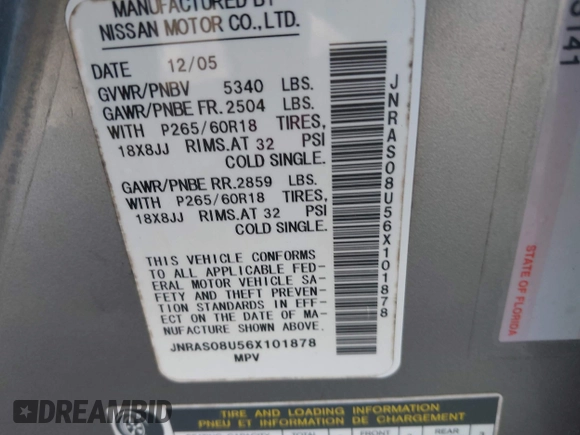 MANUFACTURED BY
NISSAN MOTOR CO.,LTD.
DATE 12/05
GVWR/PNBV 5340 LBS.
GAWR/PNBE FR. 2504 LBS.
WITH P265/60R18 TIRES,
18X8JJ RIMS. AT 32 PSI
COLD SINGLE.
GAWR/PNBE RR. 2859 LBS.
WITH P265/60R18 TIRES,
18X8JJ RIMS. AT 32 PSI
COLD SINGLE.
THIS VEHICLE CONFORMS
TO ALL APPLICABLE FED-
ERAL MOTOR VEHICLE SA-
FETY AND THEFT PREVEN-
TION STANDARDS IN EFF-
ECT ON THE DATE OF MA-
NUFACTURE SHOWN ABOVE.
JNRAS08U56X101878
MPV
JNRAS08U56X101878
STATE OF FLORIDA
TIRE AND LOADING INFORMATION
PNEU ET INFORMATION DE CHARGEMENT
FRONT
REAR
DREAMBID